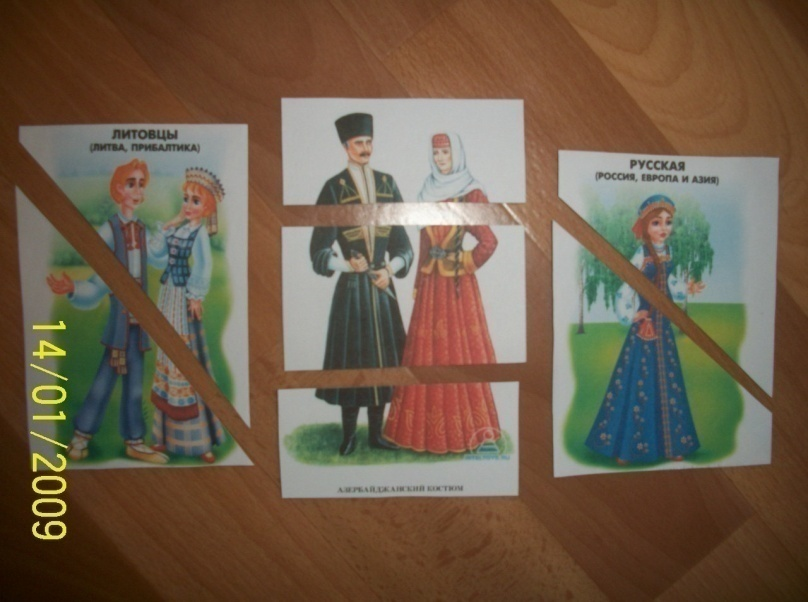 ЛИТОВЦЫ
(ЛИТВА, ПРИБАЛТИКА)
РУССКАЯ
(РОССИЯ, ЕВРОПА И АЗИЯ)
АЗЕРБАЙДЖАНСКИЙ КОСТЮМ
14/01/2009